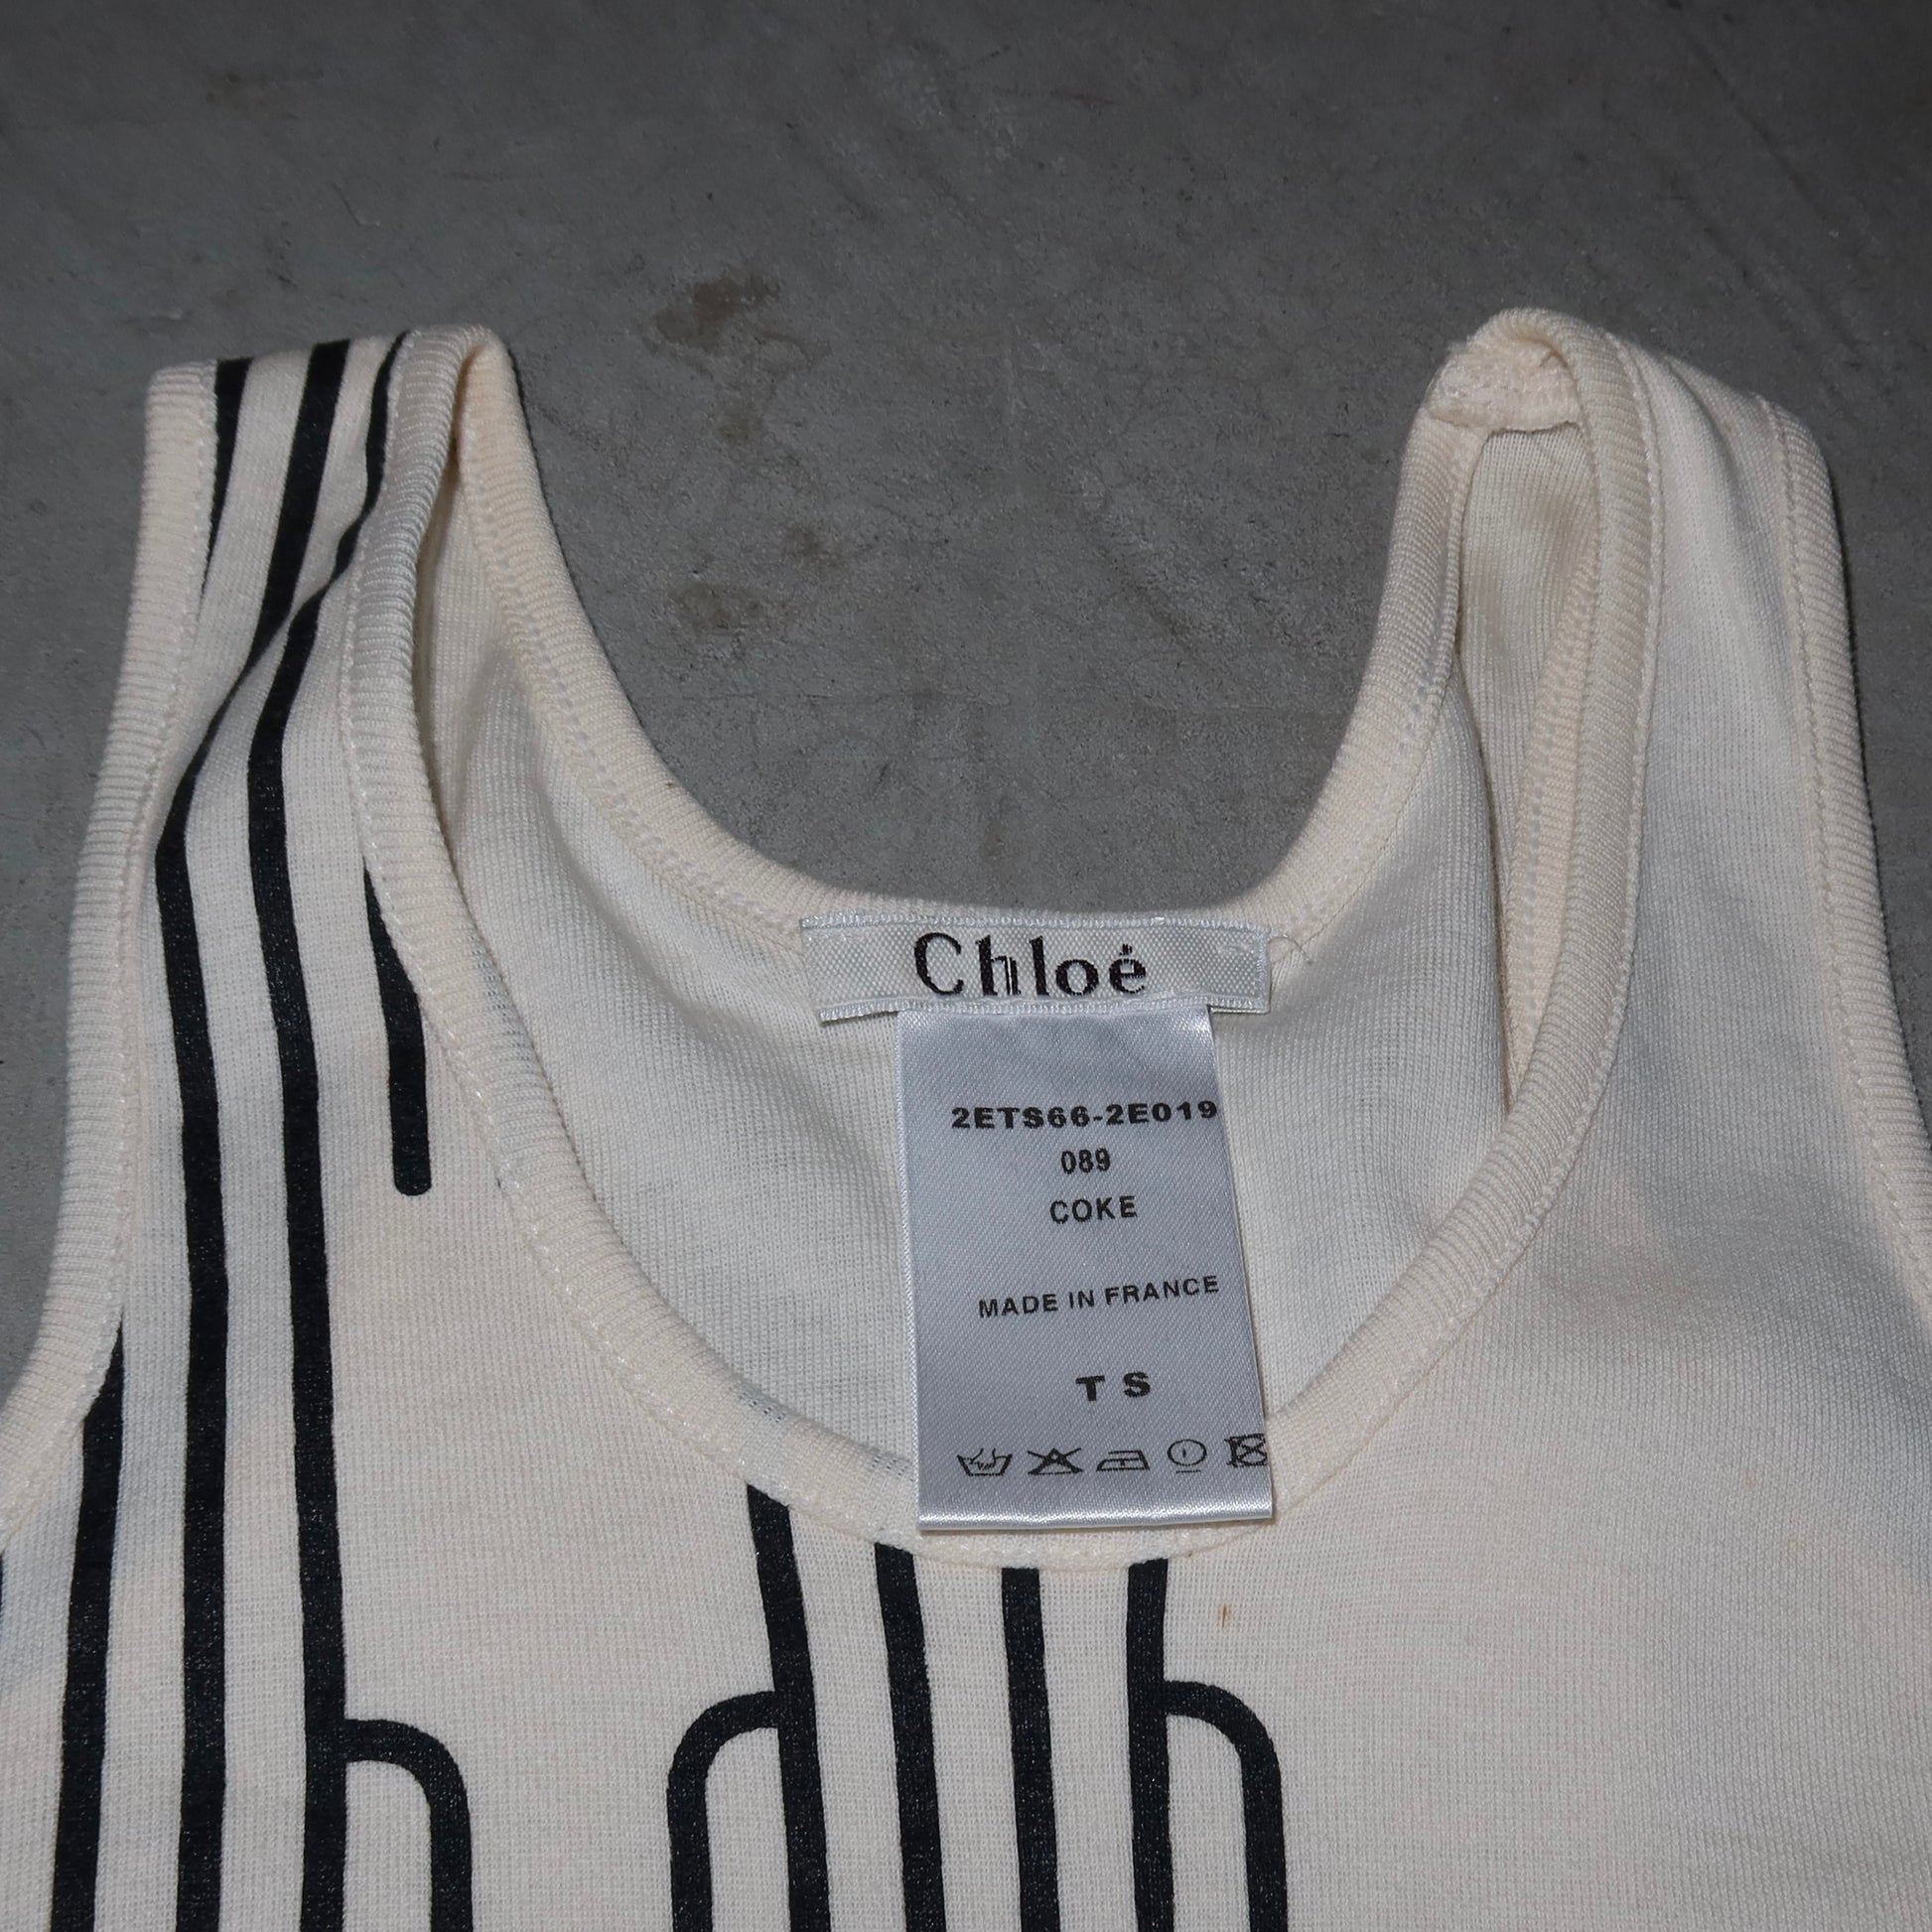 Chloé
2ETS66-2E019
089
COKE
MADE IN FRANCE
T S